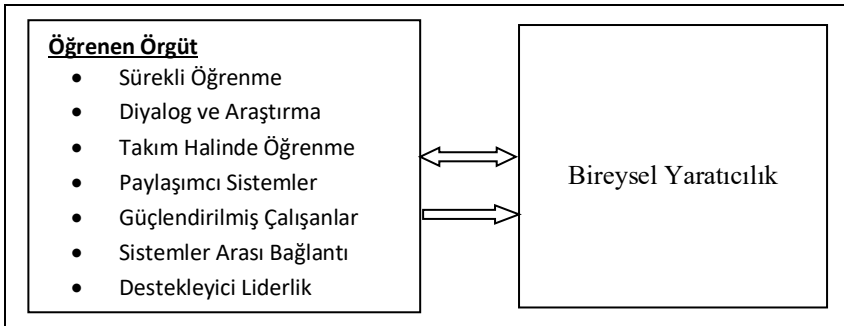 Öğrenen Örgüt
• Sürekli Öğrenme
• Diyalog ve Araştırma
• Takım Halinde Öğrenme
• Paylaşımcı Sistemler
• Güçlendirilmiş Çalışanlar
• Sistemler Arası Bağlantı
• Destekleyici Liderlik
Bireysel Yaratıcılık